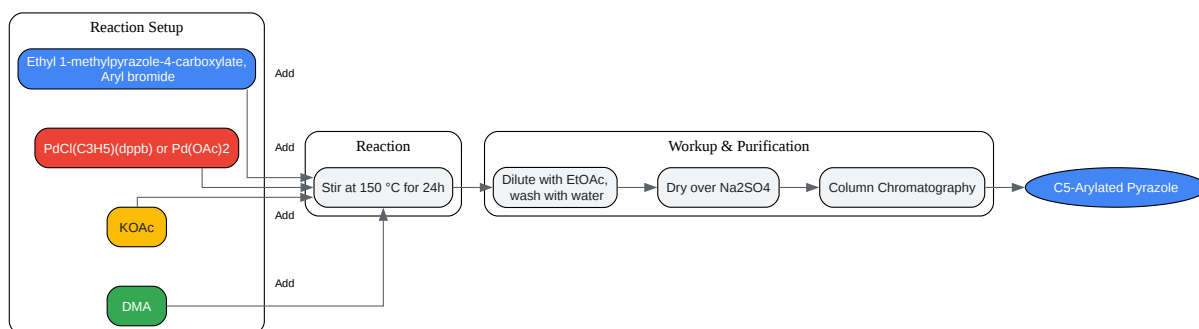 Reaction Setup
Ethyl 1-methylpyrazole-4-carboxylate,
Aryl bromide
Add
PdCl(C3H5)(dppb) or Pd(OAc)2
Add
KOAc
Add
DMA
Add
Reaction
Stir at 150 °C for 24h
Workup & Purification
Dilute with EtOAc,
wash with water
Dry over Na2SO4
Column Chromatography
C5-Arylated Pyrazole